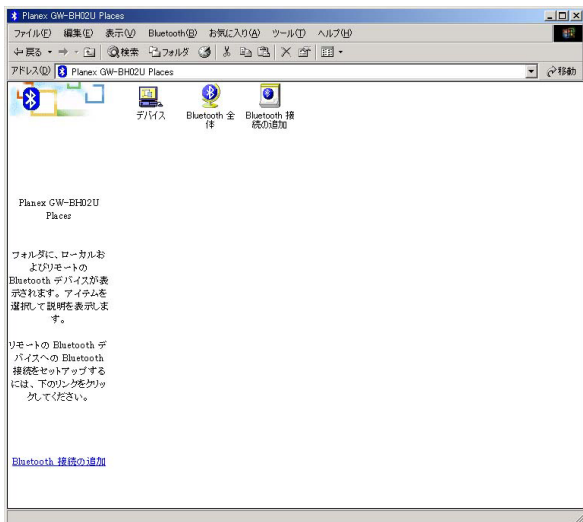 Planex GW-BH02U Places
ファイル(F) 編集(E) 表示(V) Bluetooth(B) お気に入り(A) ツール(T) ヘルプ(H)
戻る 検索 フォルダ
アドレス(D) Planex GW-BH02U Places 移動
デバイス
Bluetooth 全
体
Bluetooth 接
続の追加
Planex GW-BH02U
Places
フォルダに、ローカルお
よびリモートの
Bluetooth デバイスが表
示されます。アイテムを
選択して説明を表示しま
す。
リモートの Bluetooth デ
バイスへの Bluetooth
接続をセットアップする
には、下のリンクをクリッ
クしてください。
Bluetooth 接続の追加